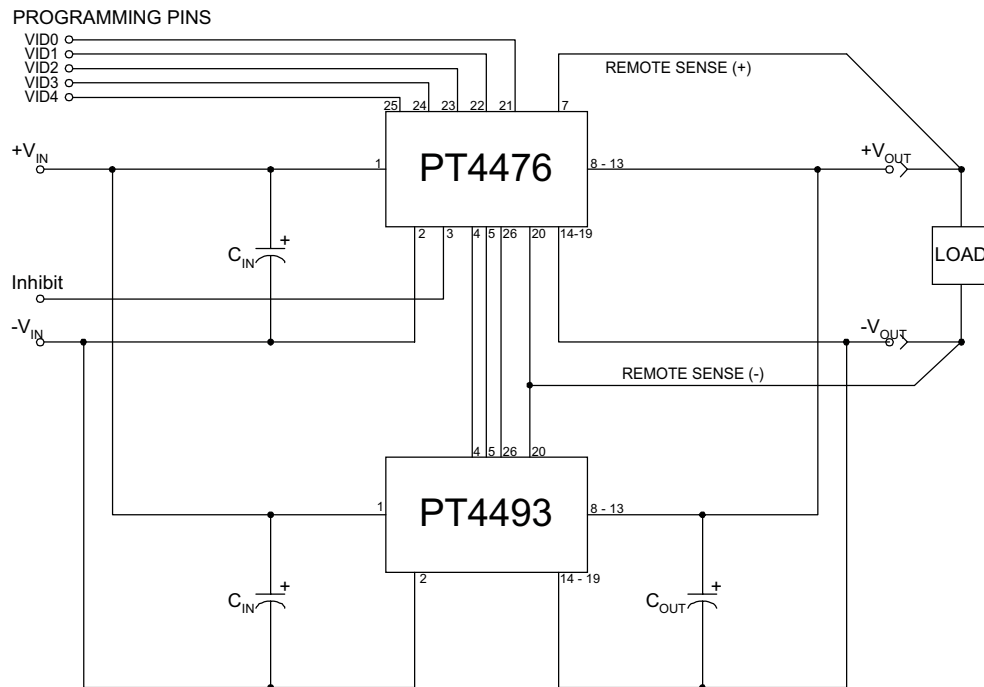 PROGRAMMING PINS
VID0
VID1
VID2
VID3
VID4
REMOTE SENSE (+)
25 24 23 22 21 7
+VIN
1
PT4476
8 - 13
+VOUT
2 3 4 5 26 20 14-19
CIN
+
LOAD
Inhibit
-VIN
-VOUT
REMOTE SENSE (-)
4 5 26 20
1
PT4493
8 - 13
2
14 - 19
CIN
+
COUT
+